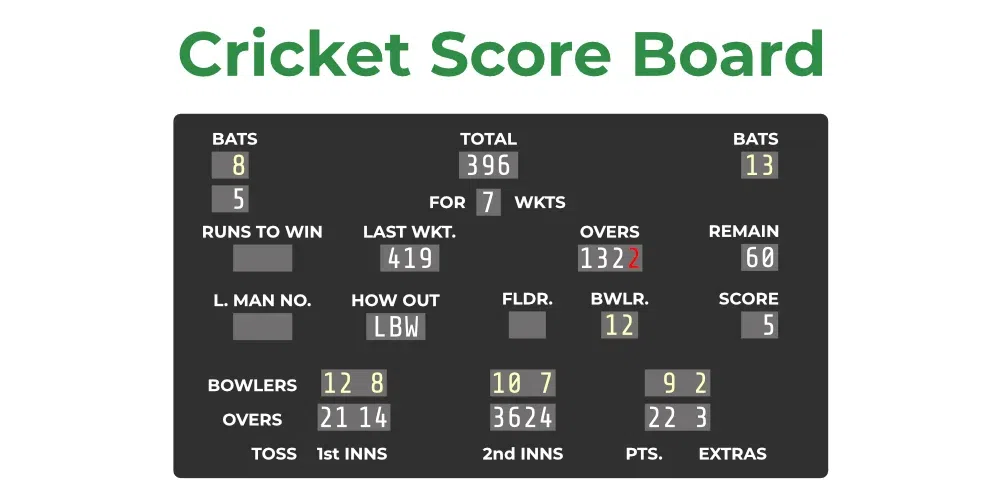 Cricket Score Board
BATS TOTAL BATS
8 396 13
5
FOR 7 WKTS
RUNS TO WIN LAST WKT. OVERS REMAIN
419 1322 60
L. MAN NO. HOW OUT FLDR. BWLR. SCORE
LBW 12 5
BOWLERS 12 8 10 7 9 2
OVERS 21 14 3624 22 3
TOSS 1st INNS 2nd INNS PTS. EXTRAS